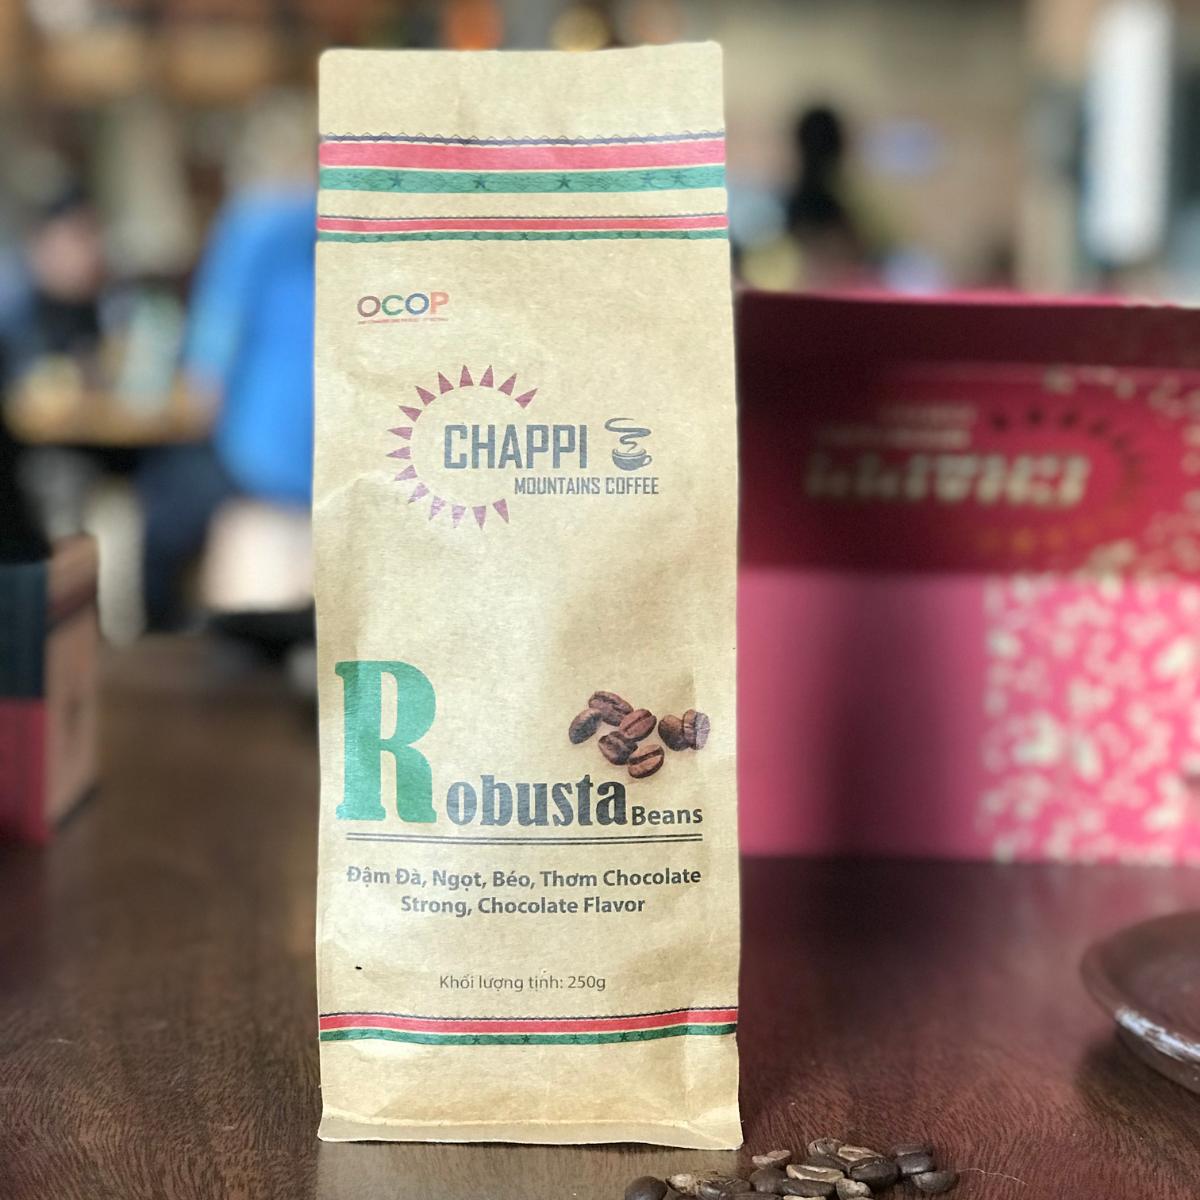 OCOP
CHAPPI
MOUNTAINS COFFEE
Robusta Beans
Đậm Đà, Ngọt, Béo, Thơm Chocolate
Strong, Chocolate Flavor
Khối lượng tịnh: 250g